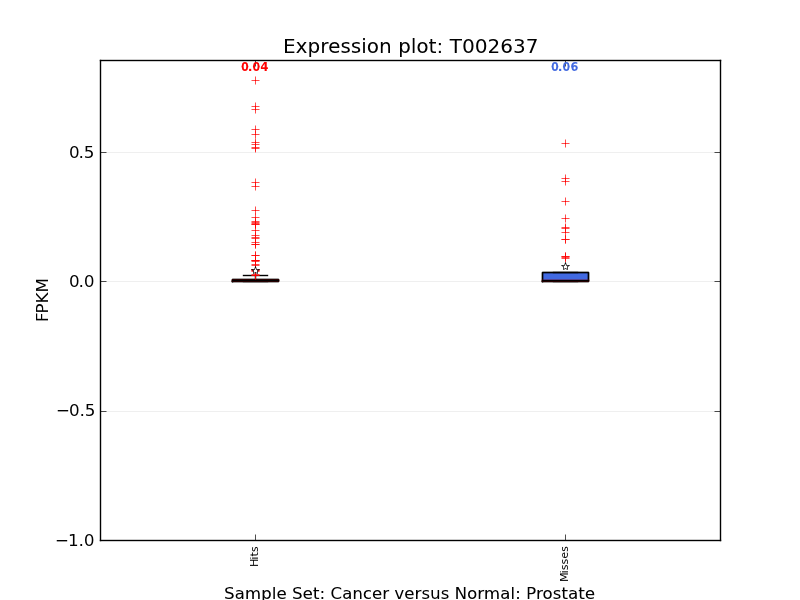 Expression plot: T002637
0.04
0.06
0.5
0.0
−0.5
−1.0
FPKM
Hits
Misses
Sample Set: Cancer versus Normal: Prostate